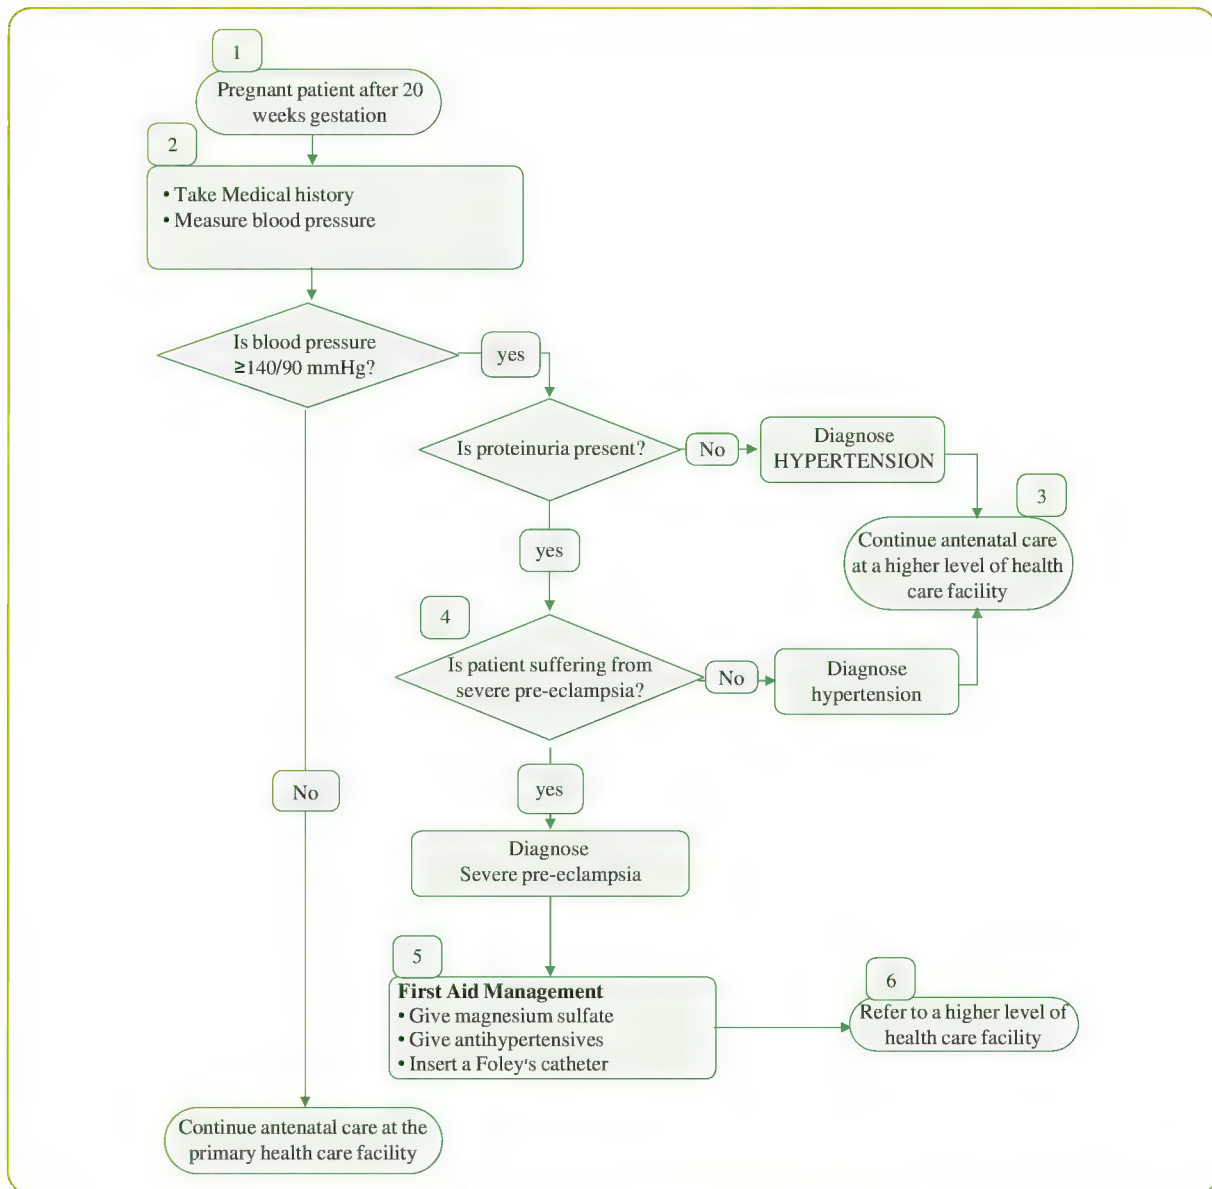 1
Pregnant patient after 20
weeks gestation
2
• Take Medical history
• Measure blood pressure
Is blood pressure
≥140/90 mmHg?
yes
Is proteinuria present?
No
Diagnose
HYPERTENSION
3
Continue antenatal care
at a higher level of health
care facility
yes
4
Is patient suffering from
severe pre-eclampsia?
No
Diagnose
hypertension
No
yes
Diagnose
Severe pre-eclampsia
5
First Aid Management
• Give magnesium sulfate
• Give antihypertensives
• Insert a Foley's catheter
6
Refer to a higher level of
health care facility
Continue antenatal care at the
primary health care facility